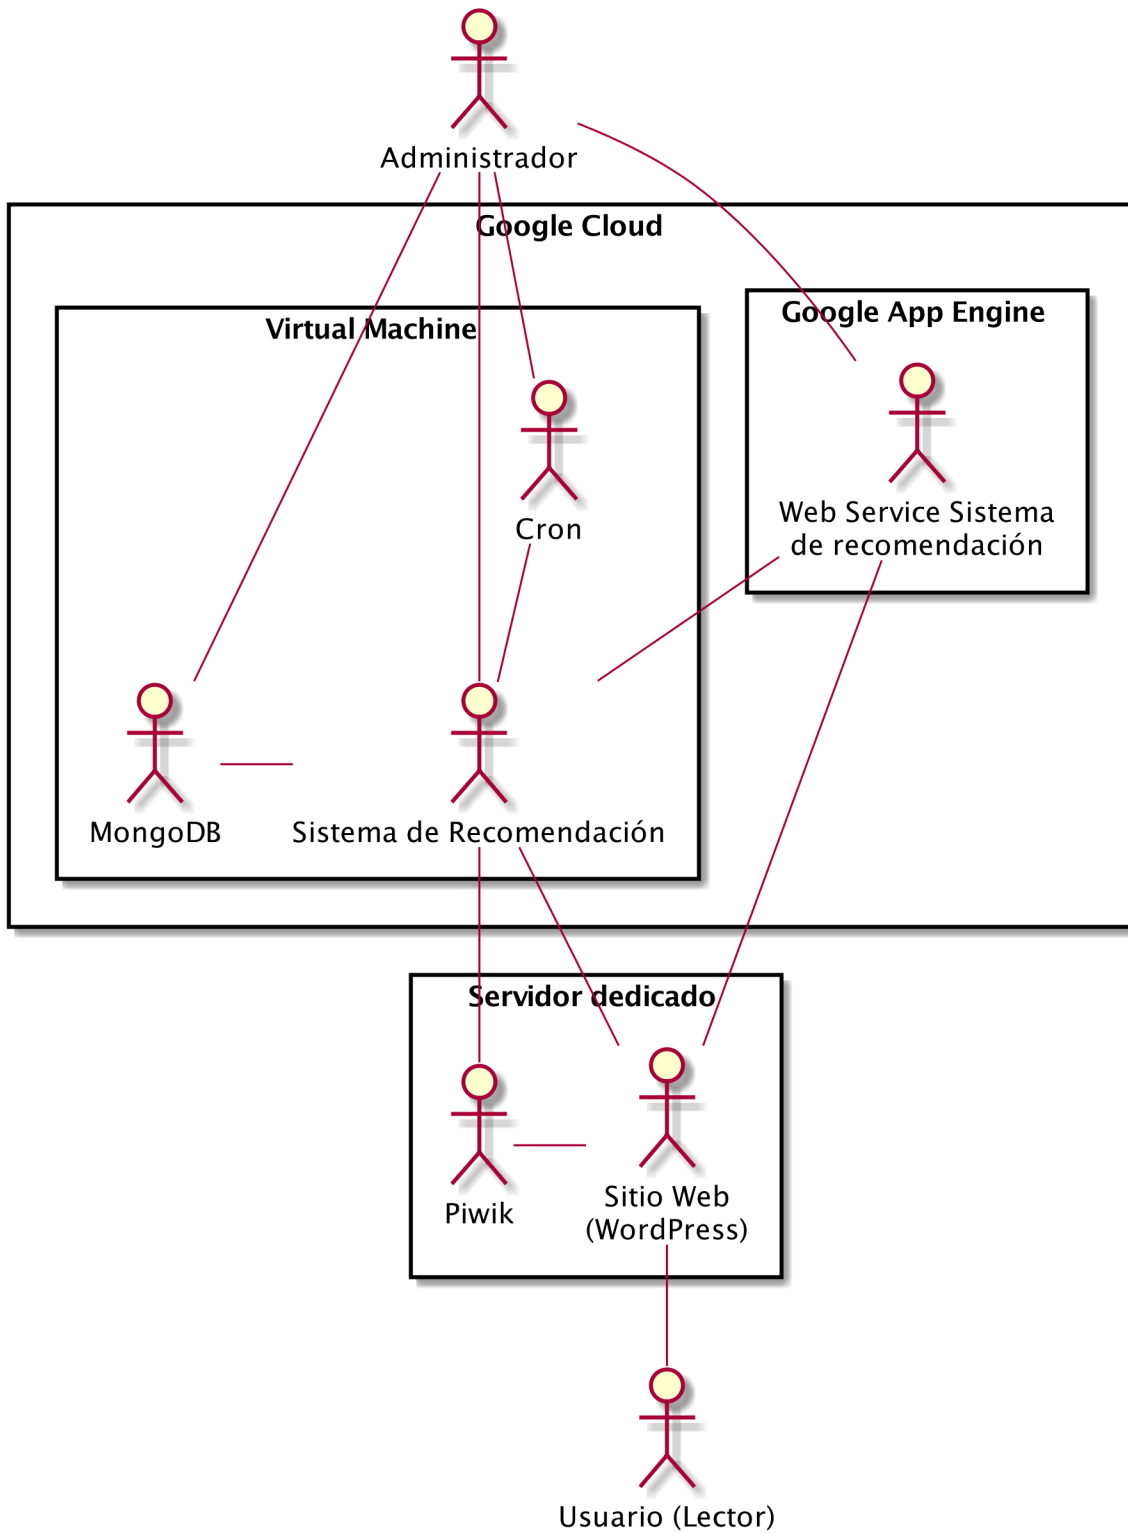 Administrador
Google Cloud
Virtual Machine
Google App Engine
Cron
Web Service Sistema
de recomendación
MongoDB
Sistema de Recomendación
Servidor dedicado
Piwik
Sitio Web
(WordPress)
Usuario (Lector)